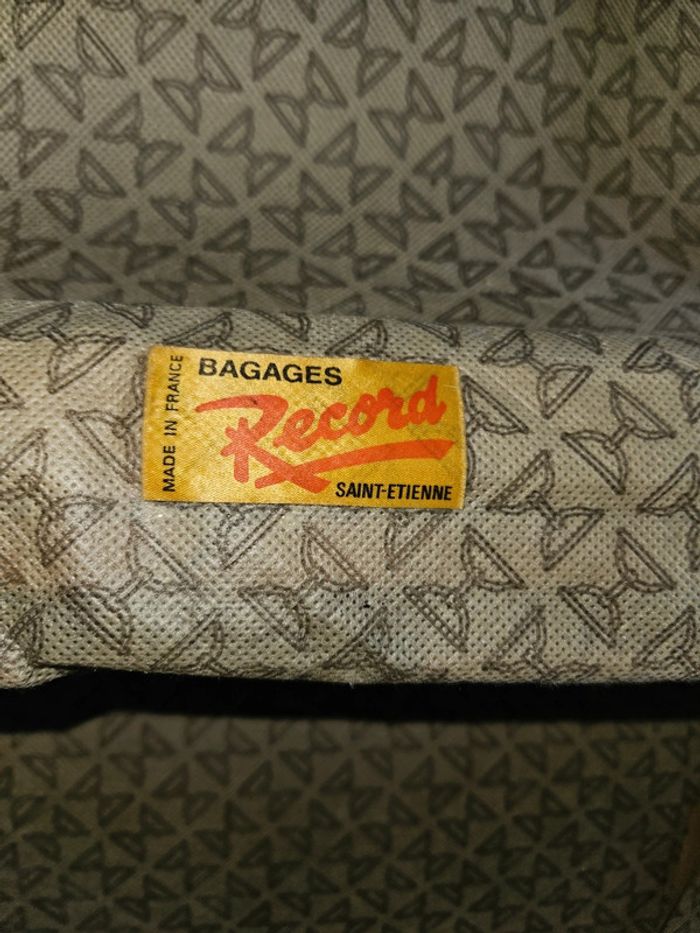 MADE IN FRANCE
BAGAGES
Record
SAINT-ETIENNE